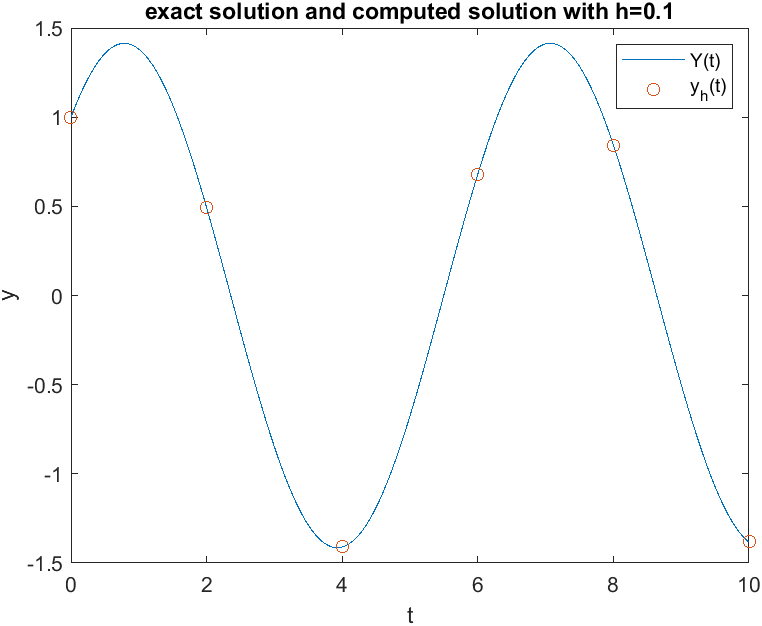 exact solution and computed solution with h=0.1
1.5
1
0.5
0
-0.5
-1
-1.5
y
0 2 4 6 8 10
t
Y(t)
y_h(t)